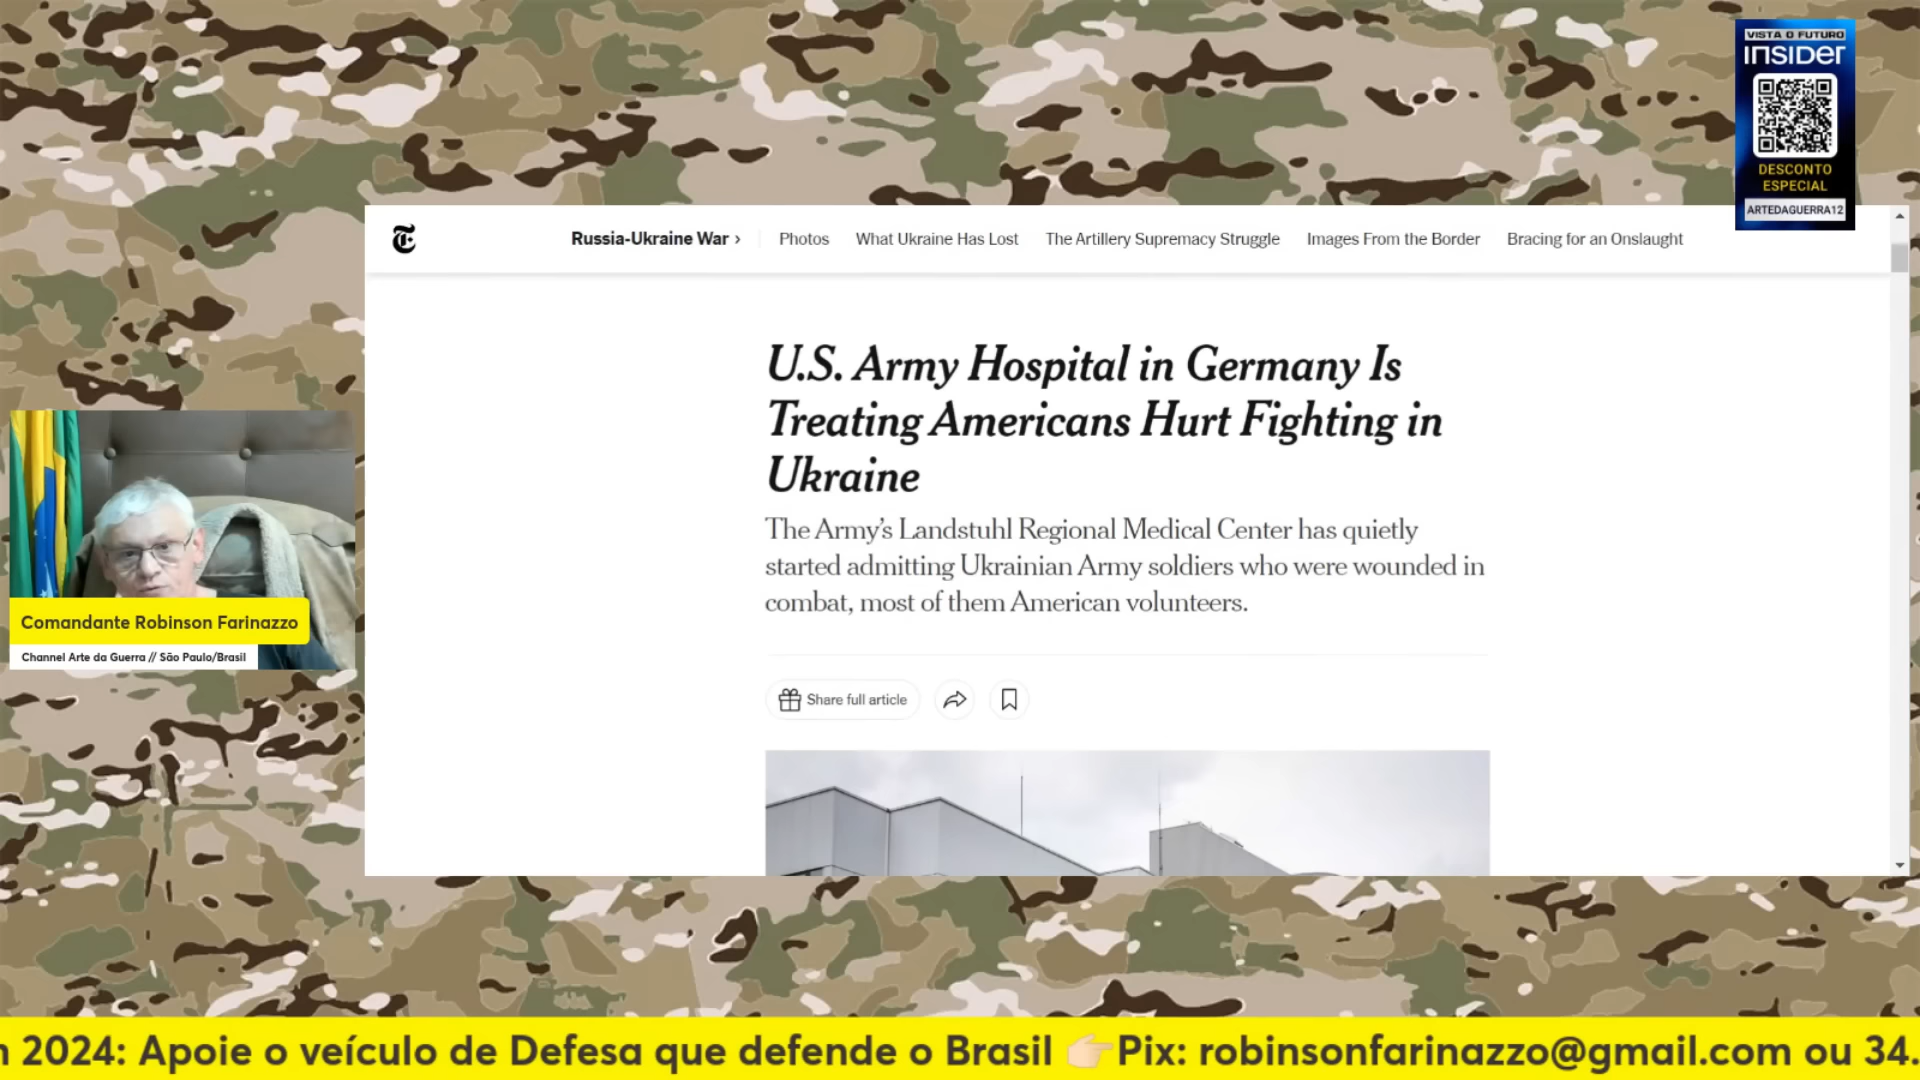 VISTA O FUTURO
INSIDER
DESCONTO
ESPECIAL
ARTEDAGUERRA12
Russia-Ukraine War › Photos What Ukraine Has Lost The Artillery Supremacy Struggle Images From the Border Bracing for an Onslaught
U.S. Army Hospital in Germany Is
Treating Americans Hurt Fighting in
Ukraine
The Army’s Landstuhl Regional Medical Center has quietly
started admitting Ukrainian Army soldiers who were wounded in
combat, most of them American volunteers.
Share full article
Comandante Robinson Farinazzo
Channel Arte da Guerra // São Paulo/Brasil
2024: Apoie o veículo de Defesa que defende o Brasil 👉Pix: robinsonfarinazzo@gmail.com ou 34.